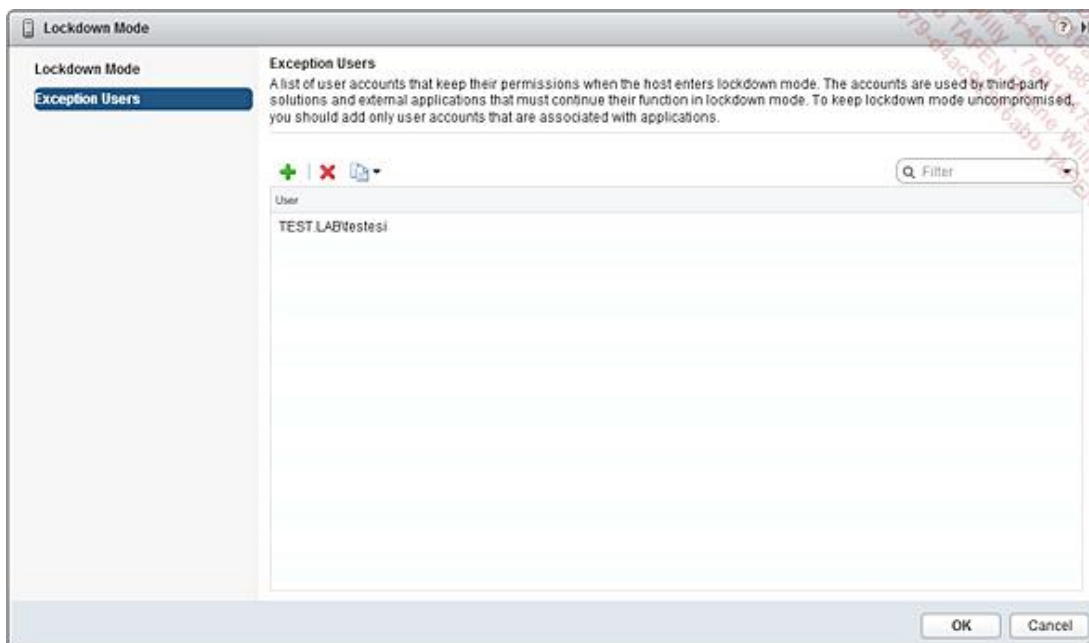 Lockdown Mode
?
Lockdown Mode
Exception Users
Exception Users
A list of user accounts that keep their permissions when the host enters lockdown mode. The accounts are used by third-party
solutions and external applications that must continue their function in lockdown mode. To keep lockdown mode uncompromised,
you should add only user accounts that are associated with applications.
Filter
User
TEST.LAB\testesi
OK
Cancel